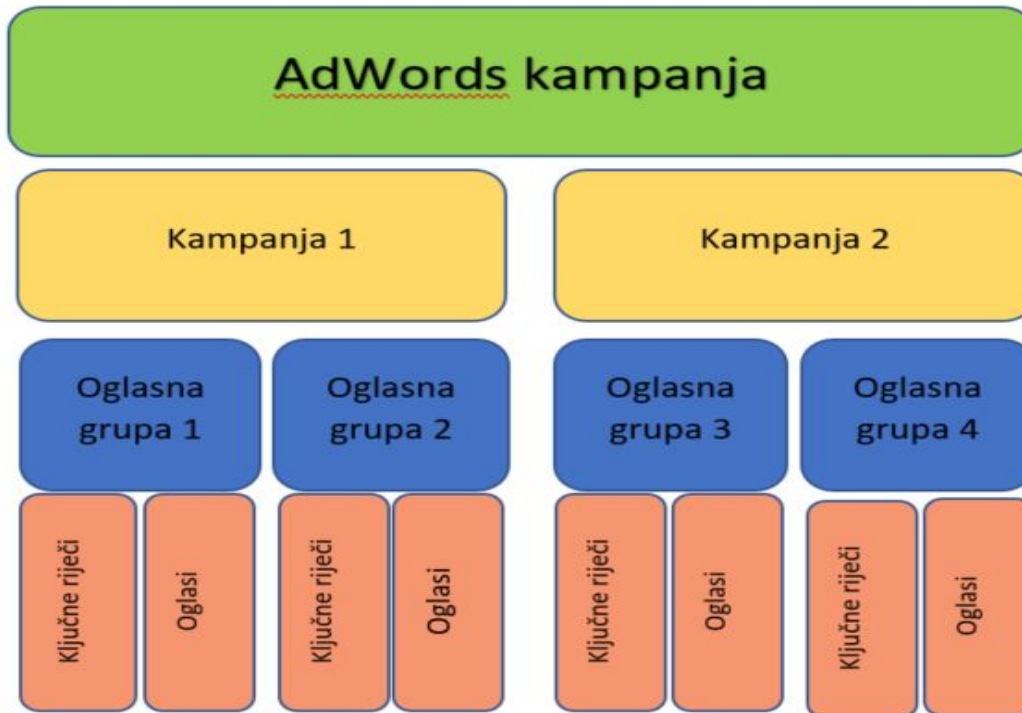 AdWords kampanja
Kampanja 1
Kampanja 2
Oglasna
grupa 1
Oglasna
grupa 2
Oglasna
grupa 3
Oglasna
grupa 4
Ključne riječi
Oglasi
Ključne riječi
Oglasi
Ključne riječi
Oglasi
Ključne riječi
Oglasi